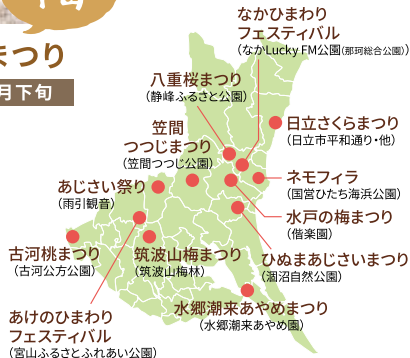 まつり
月下旬
なかひまわり
フェスティバル
(なかLucky FM公園(那珂総合公園))
八重桜まつり
(静峰ふるさと公園)
笠間
つつじまつり
(笠間つつじ公園)
日立さくらまつり
(日立市平和通り・他)
あじさい祭り
(雨引観音)
ネモフィラ
(国営ひたち海浜公園)
水戸の梅まつり
(偕楽園)
古河桃まつり
(古河公方公園)
筑波山梅まつり
(筑波山梅林)
ひぬまあじさいまつり
(涸沼自然公園)
水郷潮来あやめまつり
(水郷潮来あやめ園)
あけのひまわり
フェスティバル
(宮山ふるさとふれあい公園)